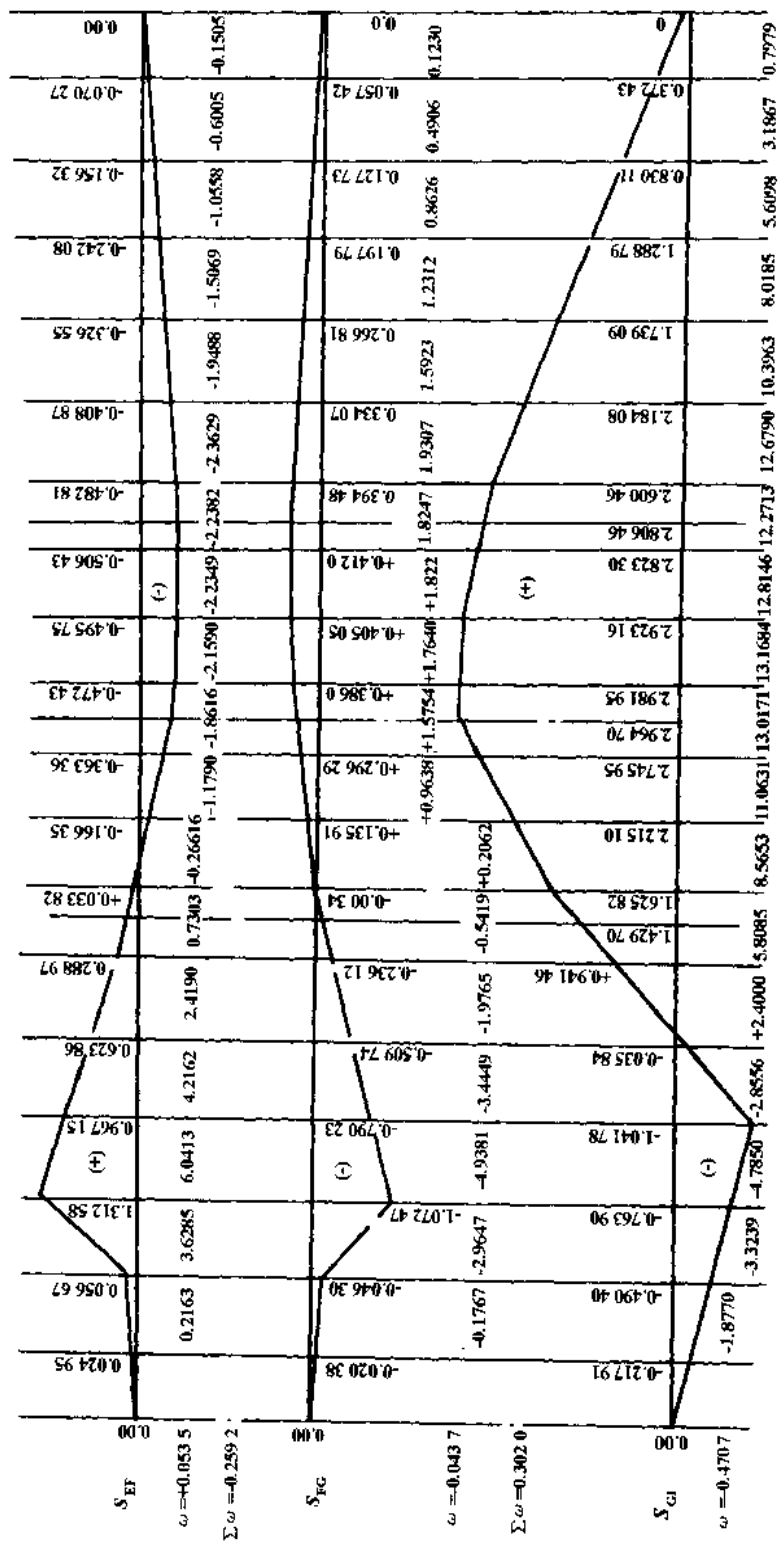 0.00 0.024 95 0.056 67 1.312 58 0.967 15 0.623 86 0.288 97 +0.033 82 -0.166 35 -0.363 36 -0.472 43 -0.495 75 -0.506 43 -0.482 81 -0.408 87 -0.326 55 -0.242 08 -0.156 32 -0.070 27 0.00
S_EF
(+) (-)
ω=+0.053 5
0.2163 3.6285 6.0413 4.2162 2.4190 0.7303 -0.26616 -1.1790 -1.8616 -2.1590 -2.2349 -2.2382 -2.3629 -1.9488 -1.5069 -1.0558 -0.6005 -0.1505
Σω=-0.259 2
0.00 -0.020 38 -0.046 30 -1.072 47 -0.790 23 -0.509 74 -0.236 12 -0.00 34 +0.135 91 +0.296 29 +0.386 0 +0.405 05 +0.412 0 0.394 48 0.334 07 0.266 81 0.197 79 0.127 73 0.057 42 0.0
S_FG
(-)
ω=-0.043 7
-0.1767 -2.9647 -4.9381 -3.4449 -1.9765 -0.5419 +0.2062 +0.9638 +1.5754 +1.7640 +1.822 1.8247 1.9307 1.5923 1.2312 0.8626 0.4906 0.1230
Σω=0.302 0
(+)
0.00 -0.217 91 -0.490 40 -0.763 90 -1.041 78 -0.035 84 +0.941 46 1.429 70 1.625 82 2.215 10 2.745 95 2.964 70 2.981 95 2.923 16 2.823 30 2.806 46 2.600 46 2.184 08 1.739 09 1.288 79 0.830 11 0.372 43 0
S_GI
(-)
ω=-0.470 7
-1.8770 -3.3239 -4.7850 -2.8556 +2.4000 5.8085 8.5653 11.0631 13.0171 13.1684 12.8146 12.2713 12.6790 10.3963 8.0185 5.6098 3.1867 0.7979